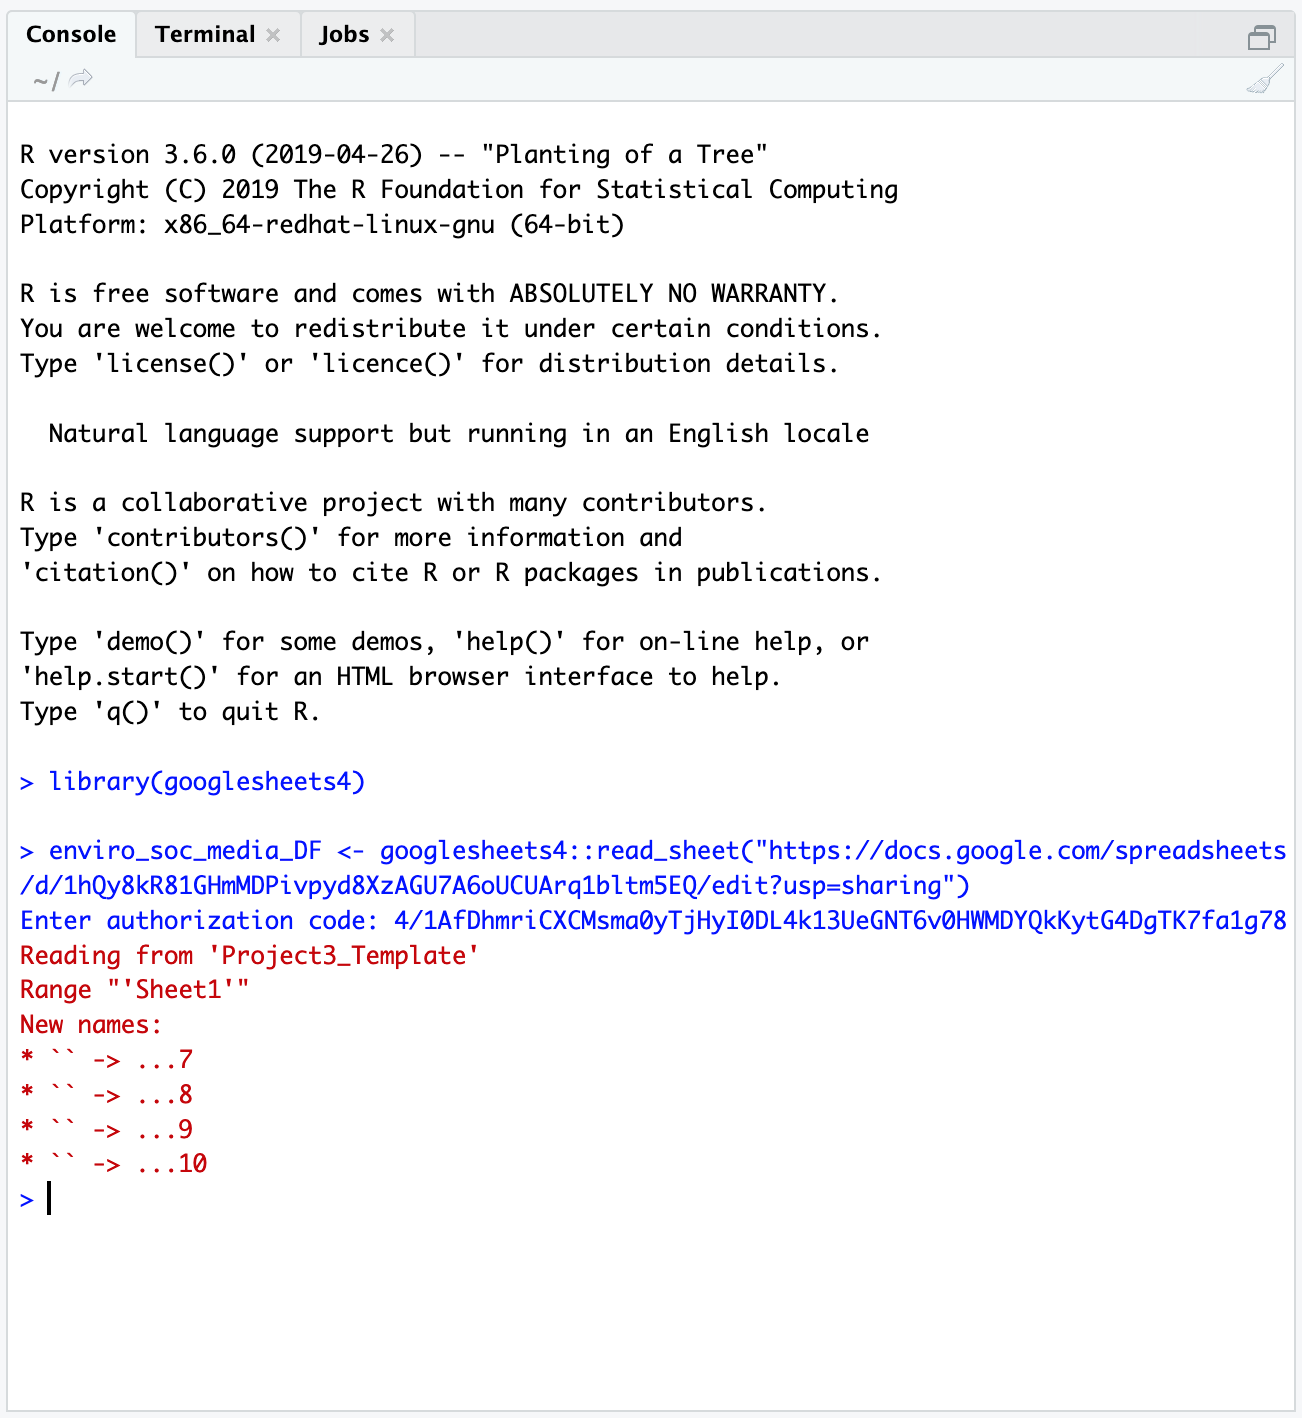 Console Terminal Jobs
~/
R version 3.6.0 (2019-04-26) -- "Planting of a Tree"
Copyright (C) 2019 The R Foundation for Statistical Computing
Platform: x86_64-redhat-linux-gnu (64-bit)
R is free software and comes with ABSOLUTELY NO WARRANTY.
You are welcome to redistribute it under certain conditions.
Type 'license()' or 'licence()' for distribution details.
Natural language support but running in an English locale
R is a collaborative project with many contributors.
Type 'contributors()' for more information and
'citation()' on how to cite R or R packages in publications.
Type 'demo()' for some demos, 'help()' for on-line help, or
'help.start()' for an HTML browser interface to help.
Type 'q()' to quit R.
> library(googlesheets4)
> enviro_soc_media_DF <- googlesheets4::read_sheet("https://docs.google.com/spreadsheets
/d/1hQy8kR81GHmMDPivpyd8XzAGU7A6oUCUArq1bltm5EQ/edit?usp=sharing")
Enter authorization code: 4/1AfDhmriCXCMsma0yTjHyI0DL4k13UeGNT6v0HWMDYQkKytG4DgTK7fa1g78
Reading from 'Project3_Template'
Range "'Sheet1'"
New names:
* `` -> ...7
* `` -> ...8
* `` -> ...9
* `` -> ...10
>